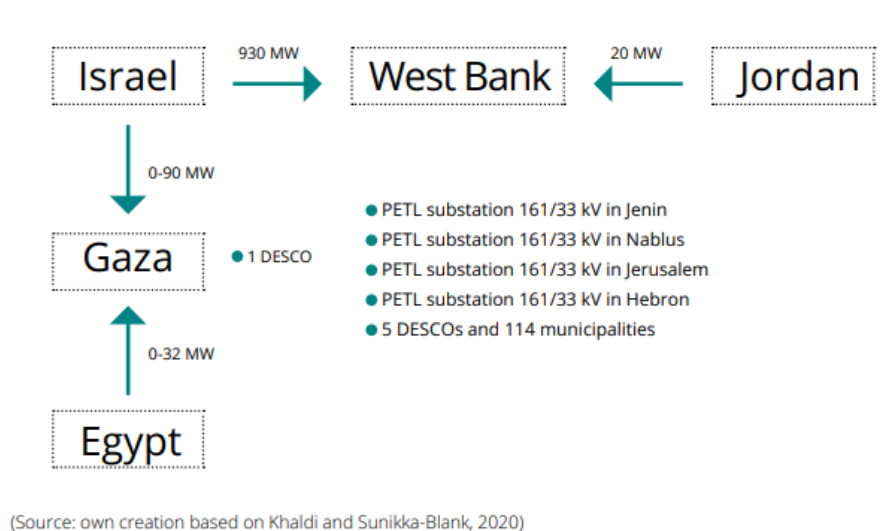 930 MW
20 MW
Israel
West Bank
Jordan
0-90 MW
PETL substation 161/33 kV in Jenin
PETL substation 161/33 kV in Nablus
Gaza
1 DESCO
PETL substation 161/33 kV in Jerusalem
PETL substation 161/33 kV in Hebron
5 DESCOs and 114 municipalities
0-32 MW
Egypt
(Source: own creation based on Khaldi and Sunikka-Blank, 2020)